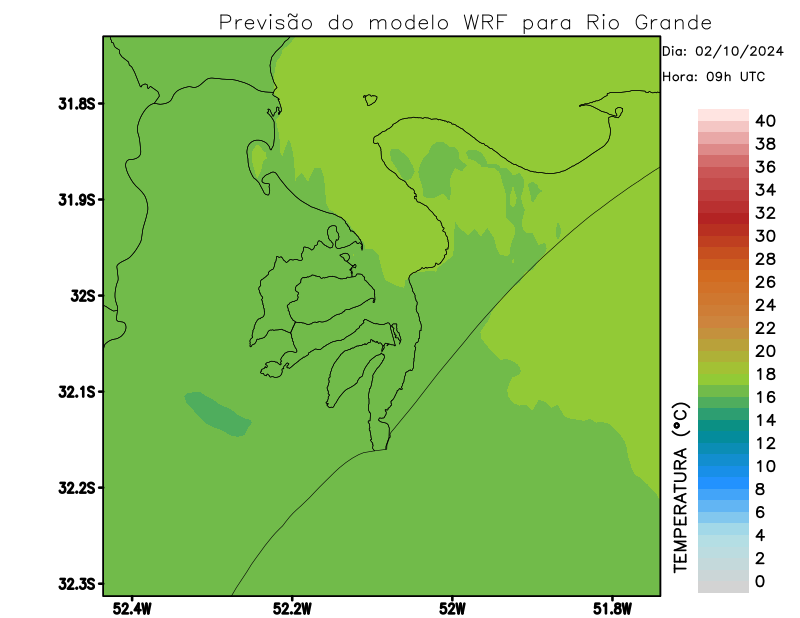 Previsão do modelo WRF para Rio Grande
Dia: 02/10/2024
Hora: 09h UTC
31.8S
31.9S
32S
32.1S
32.2S
32.3S
52.4W
52.2W
52W
51.8W
TEMPERATURA (°C)
40
38
36
34
32
30
28
26
24
22
20
18
16
14
12
10
8
6
4
2
0